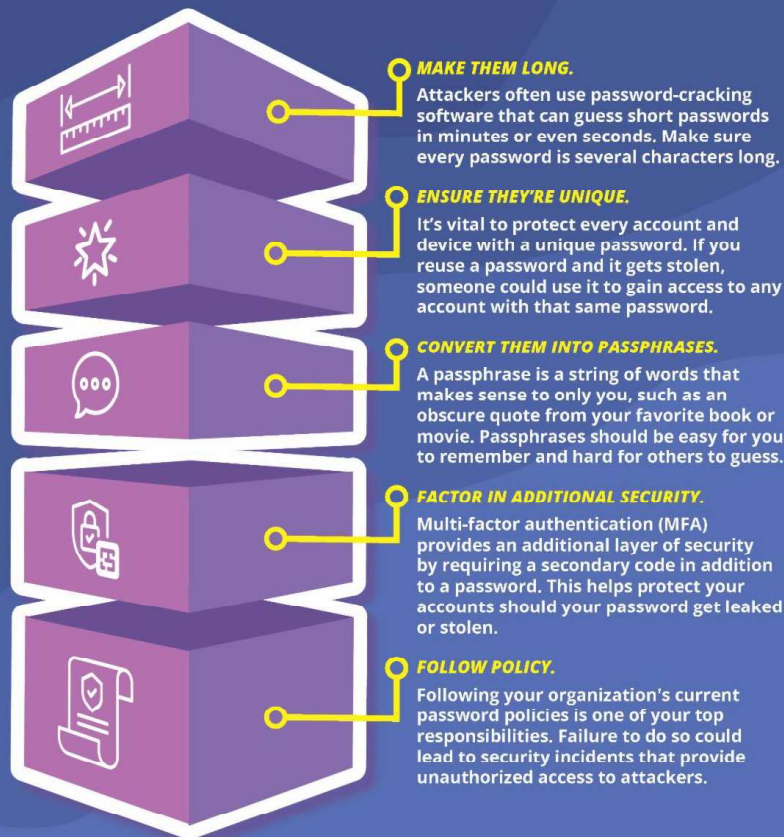 MAKE THEM LONG.
Attackers often use password-cracking
software that can guess short passwords
in minutes or even seconds. Make sure
every password is several characters long.
ENSURE THEY'RE UNIQUE.
It's vital to protect every account and
device with a unique password. If you
reuse a password and it gets stolen,
someone could use it to gain access to any
account with that same password.
CONVERT THEM INTO PASSPHRASES.
A passphrase is a string of words that
makes sense to only you, such as an
obscure quote from your favorite book or
movie. Passphrases should be easy for you
to remember and hard for others to guess.
FACTOR IN ADDITIONAL SECURITY.
Multi-factor authentication (MFA)
provides an additional layer of security
by requiring a secondary code in addition
to a password. This helps protect your
accounts should your password get leaked
or stolen.
FOLLOW POLICY.
Following your organization's current
password policies is one of your top
responsibilities. Failure to do so could
lead to security incidents that provide
unauthorized access to attackers.